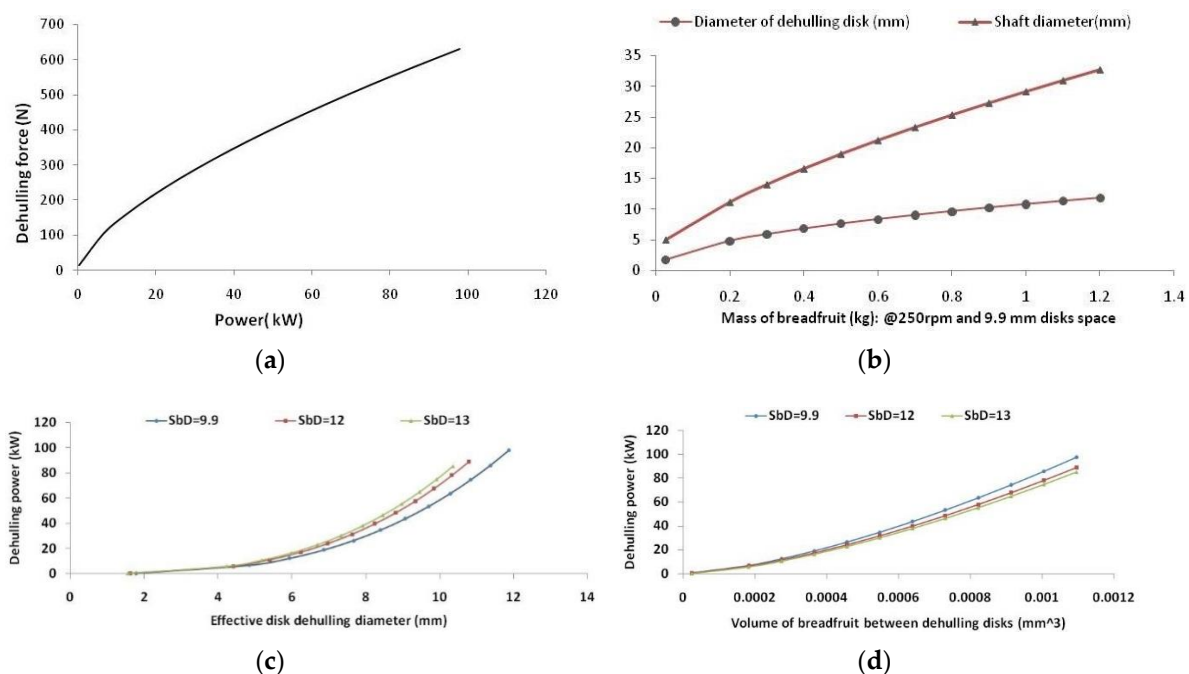 700
600
500
400
300
200
100
0
Dehulling force (N)
0 20 40 60 80 100 120
Power( kW)
(a)
Diameter of dehulling disk (mm) Shaft diameter(mm)
35
30
25
20
15
10
5
0
0 0.2 0.4 0.6 0.8 1 1.2 1.4
Mass of breadfruit (kg): @250rpm and 9.9 mm disks space
(b)
SbD=9.9 SbD=12 SbD=13
120
100
80
60
40
20
0
Dehulling power (kW)
0 2 4 6 8 10 12 14
Effective disk dehulling diameter (mm)
(c)
SbD=9.9 SbD=12 SbD=13
120
100
80
60
40
20
0
Dehulling power (kW)
0 0.0002 0.0004 0.0006 0.0008 0.001 0.0012
Volume of breadfruit between dehulling disks (mm^3)
(d)